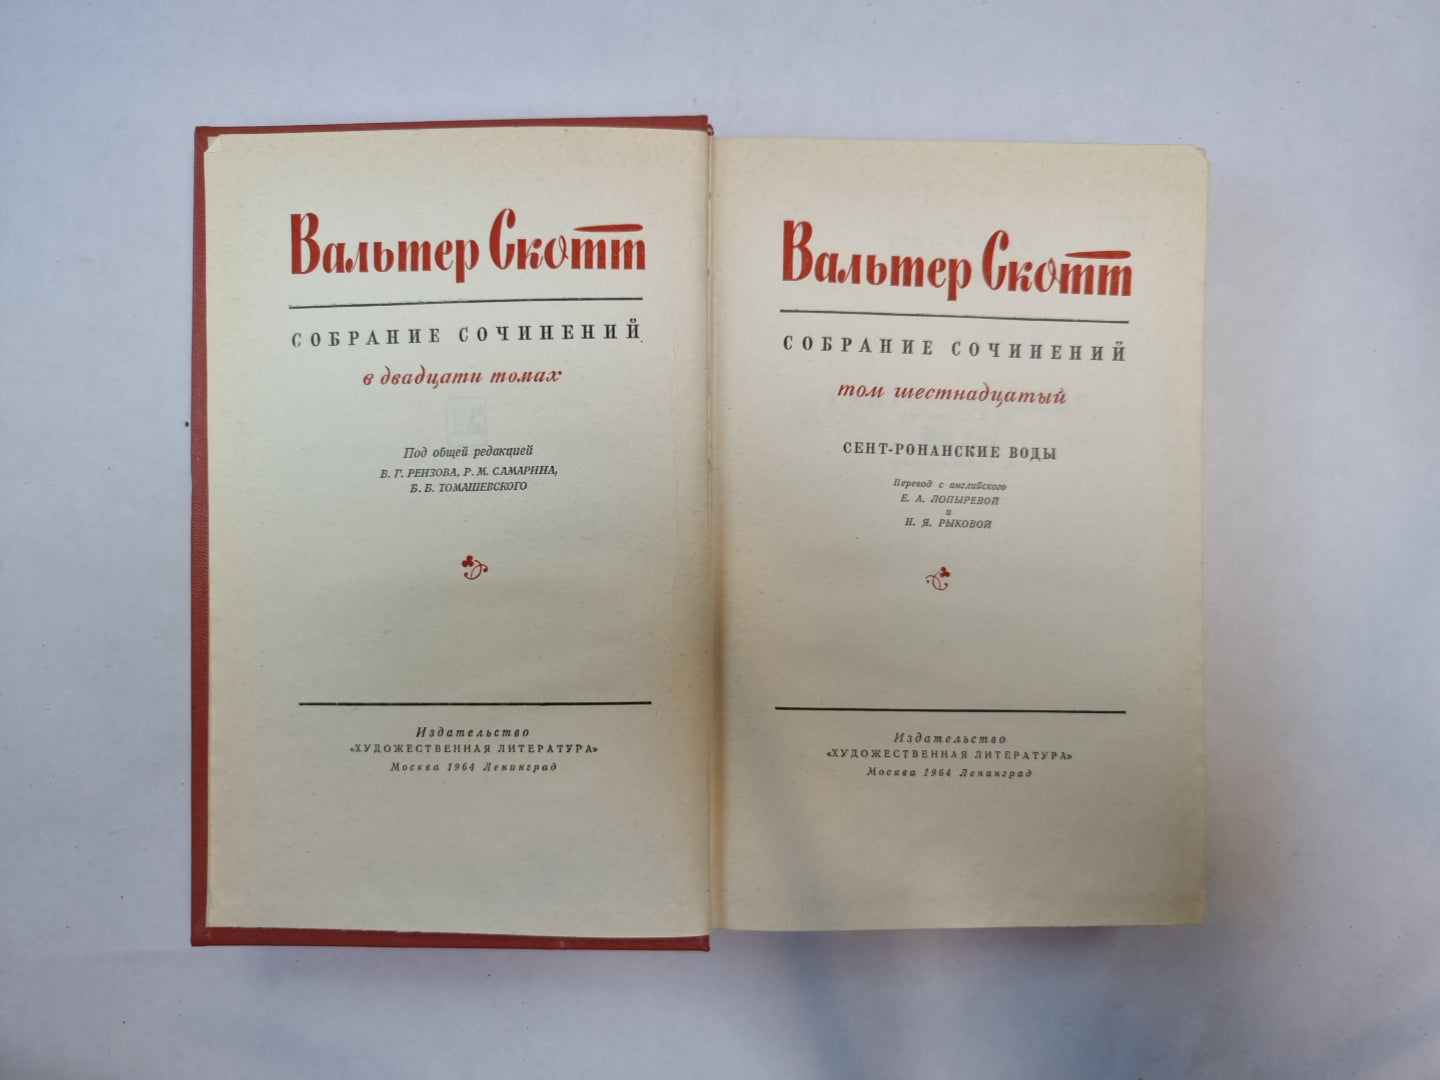 Вальтер Скотт
СОБРАНИЕ СОЧИНЕНИЙ
в двадцати томах
Под общей редакцией
Б. Г. РЕИЗОВА, Р. М. САМАРИНА,
Б. Б. ТОМАШЕВСКОГО
Издательство
«ХУДОЖЕСТВЕННАЯ ЛИТЕРАТУРА»
Москва 1964 Ленинград
Вальтер Скотт
СОБРАНИЕ СОЧИНЕНИЙ
том шестнадцатый
СЕНТ-РОНАНСКИЕ ВОДЫ
Перевод с английского
Е. А. ЛОПЫРЕВОЙ
и
Н. Я. РЫКОВОЙ
Издательство
«ХУДОЖЕСТВЕННАЯ ЛИТЕРАТУРА»
Москва 1964 Ленинград